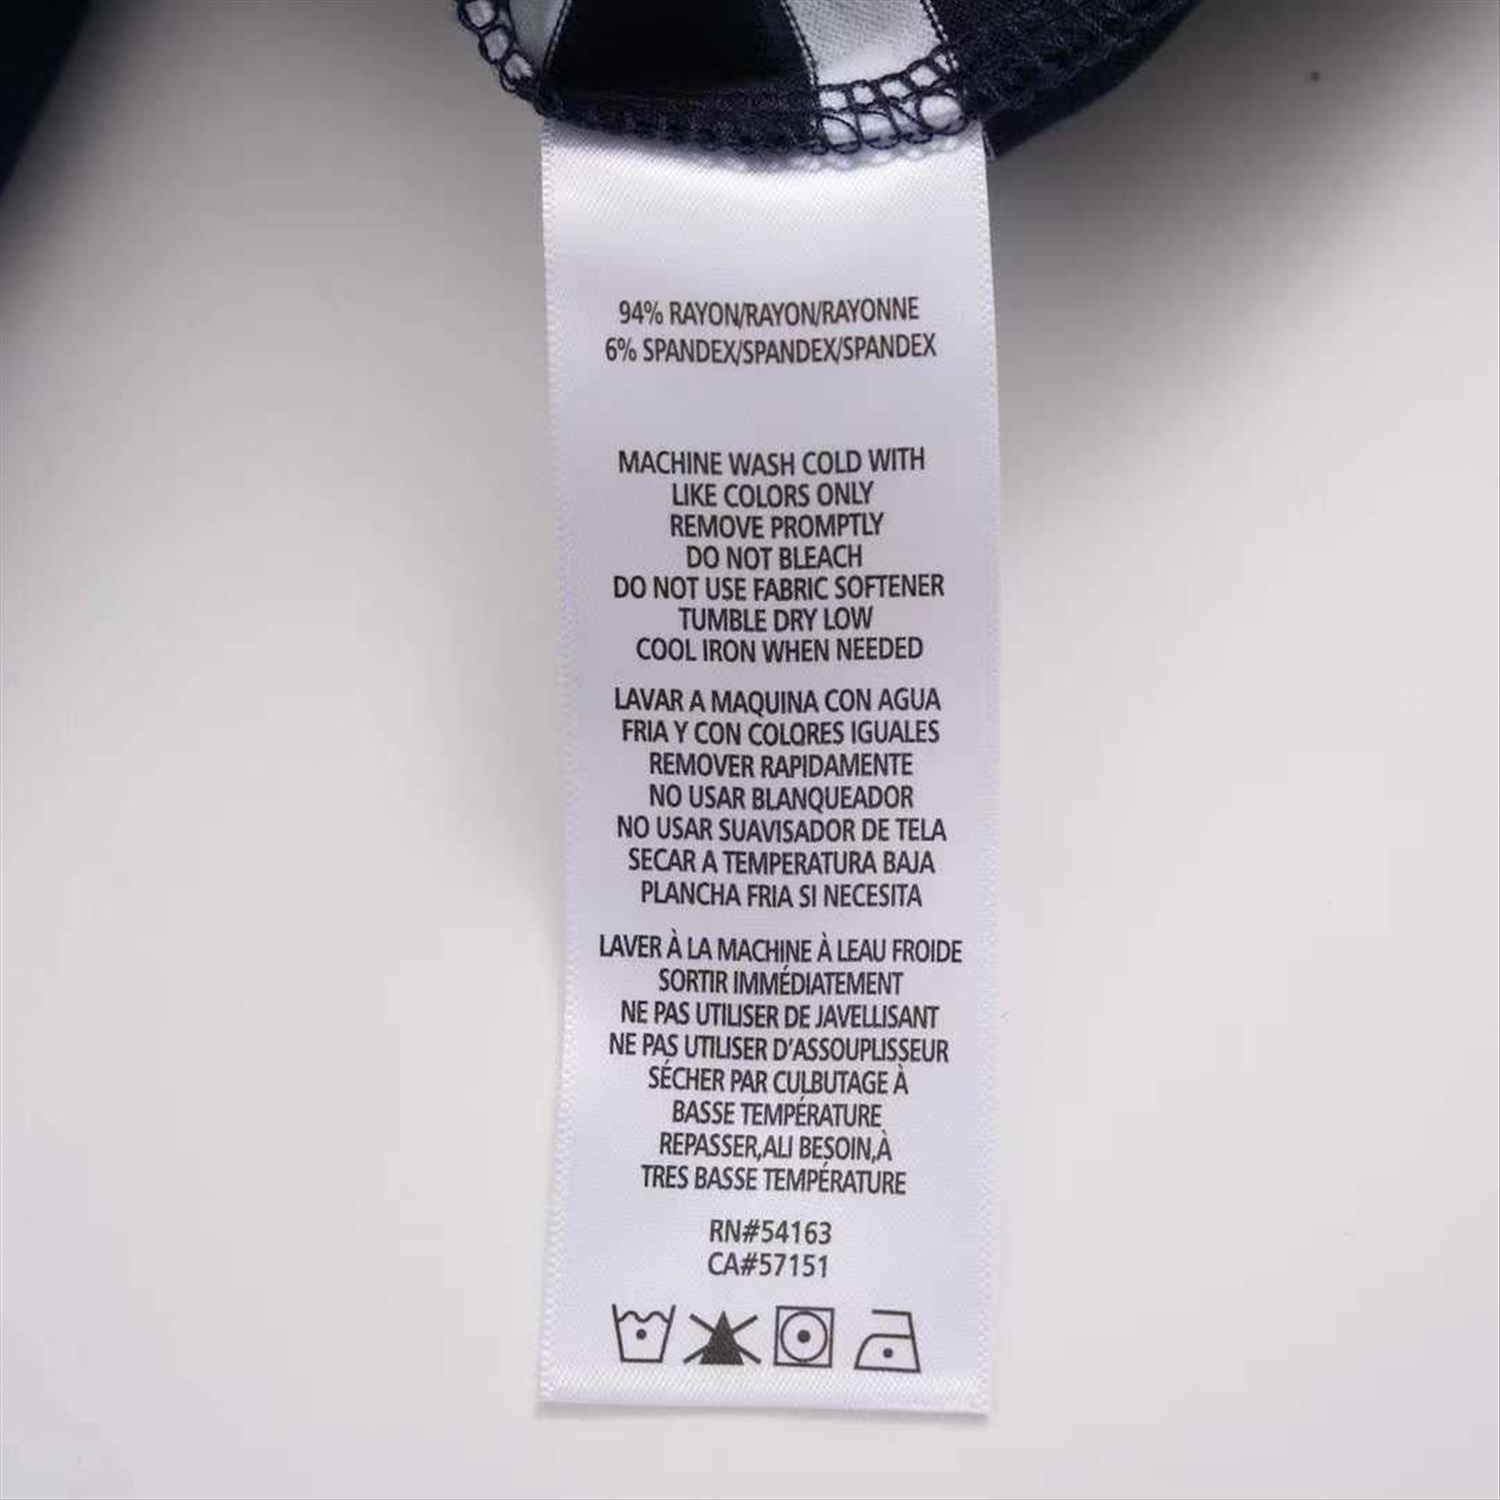 94% RAYON/RAYON/RAYONNE
6% SPANDEX/SPANDEX/SPANDEX
MACHINE WASH COLD WITH
LIKE COLORS ONLY
REMOVE PROMPTLY
DO NOT BLEACH
DO NOT USE FABRIC SOFTENER
TUMBLE DRY LOW
COOL IRON WHEN NEEDED
LAVAR A MAQUINA CON AGUA
FRIA Y CON COLORES IGUALES
REMOVER RAPIDAMENTE
NO USAR BLANQUEADOR
NO USAR SUAVISADOR DE TELA
SECAR A TEMPERATURA BAJA
PLANCHA FRIA SI NECESITA
LAVER À LA MACHINE À LEAU FROIDE
SORTIR IMMÉDIATEMENT
NE PAS UTILISER DE JAVELLISANT
NE PAS UTILISER D'ASSOUPLISSEUR
SÉCHER PAR CULBUTAGE À
BASSE TEMPÉRATURE
REPASSER,ALI BESOIN,À
TRES BASSE TEMPÉRATURE
RN#54163
CA#57151